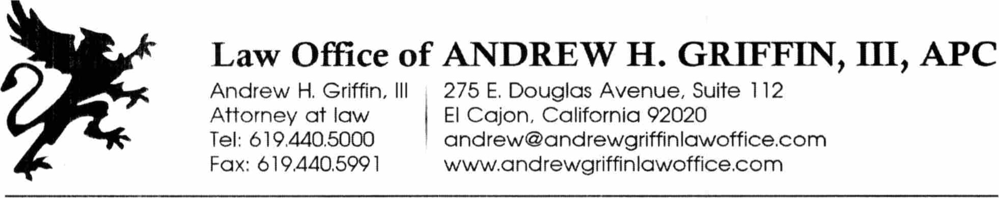 Law Office of ANDREW H. GRIFFIN, III, APC
Andrew H. Griffin, III
Attorney at law
Tel: 619.440.5000
Fax: 619.440.5991
275 E. Douglas Avenue, Suite 112
El Cajon, California 92020
andrew@andrewgriffinlawoffice.com
www.andrewgriffinlawoffice.com